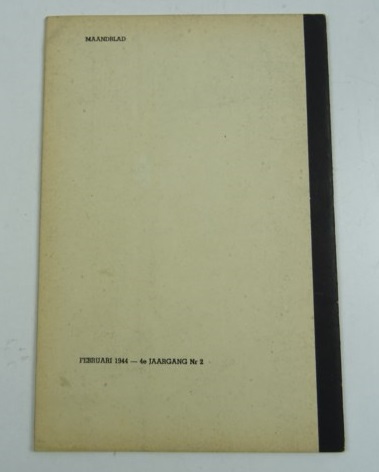 MAANDBLAD
FEBRUARI 1944 — 4e JAARGANG Nr 2